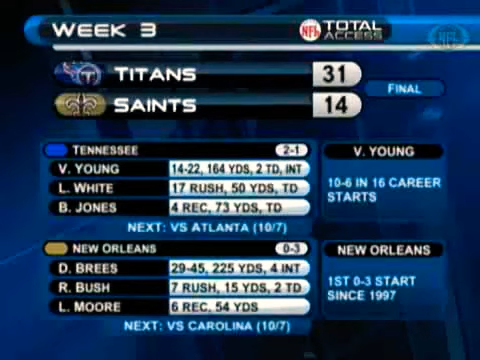 WEEK 3
NFL TOTAL ACCESS
NFL
TITANS 31
SAINTS 14
FINAL
TENNESSEE 2-1
V. YOUNG 14-22, 164 YDS, 2 TD, INT
L. WHITE 17 RUSH, 50 YDS, TD
B. JONES 4 REC, 73 YDS, TD
NEXT: VS ATLANTA (10/7)
V. YOUNG
10-6 IN 16 CAREER
STARTS
NEW ORLEANS 0-3
D. BREES 29-45, 225 YDS, 4 INT
R. BUSH 7 RUSH, 15 YDS, 2 TD
L. MOORE 6 REC, 54 YDS
NEXT: VS CAROLINA (10/7)
NEW ORLEANS
1ST 0-3 START
SINCE 1997